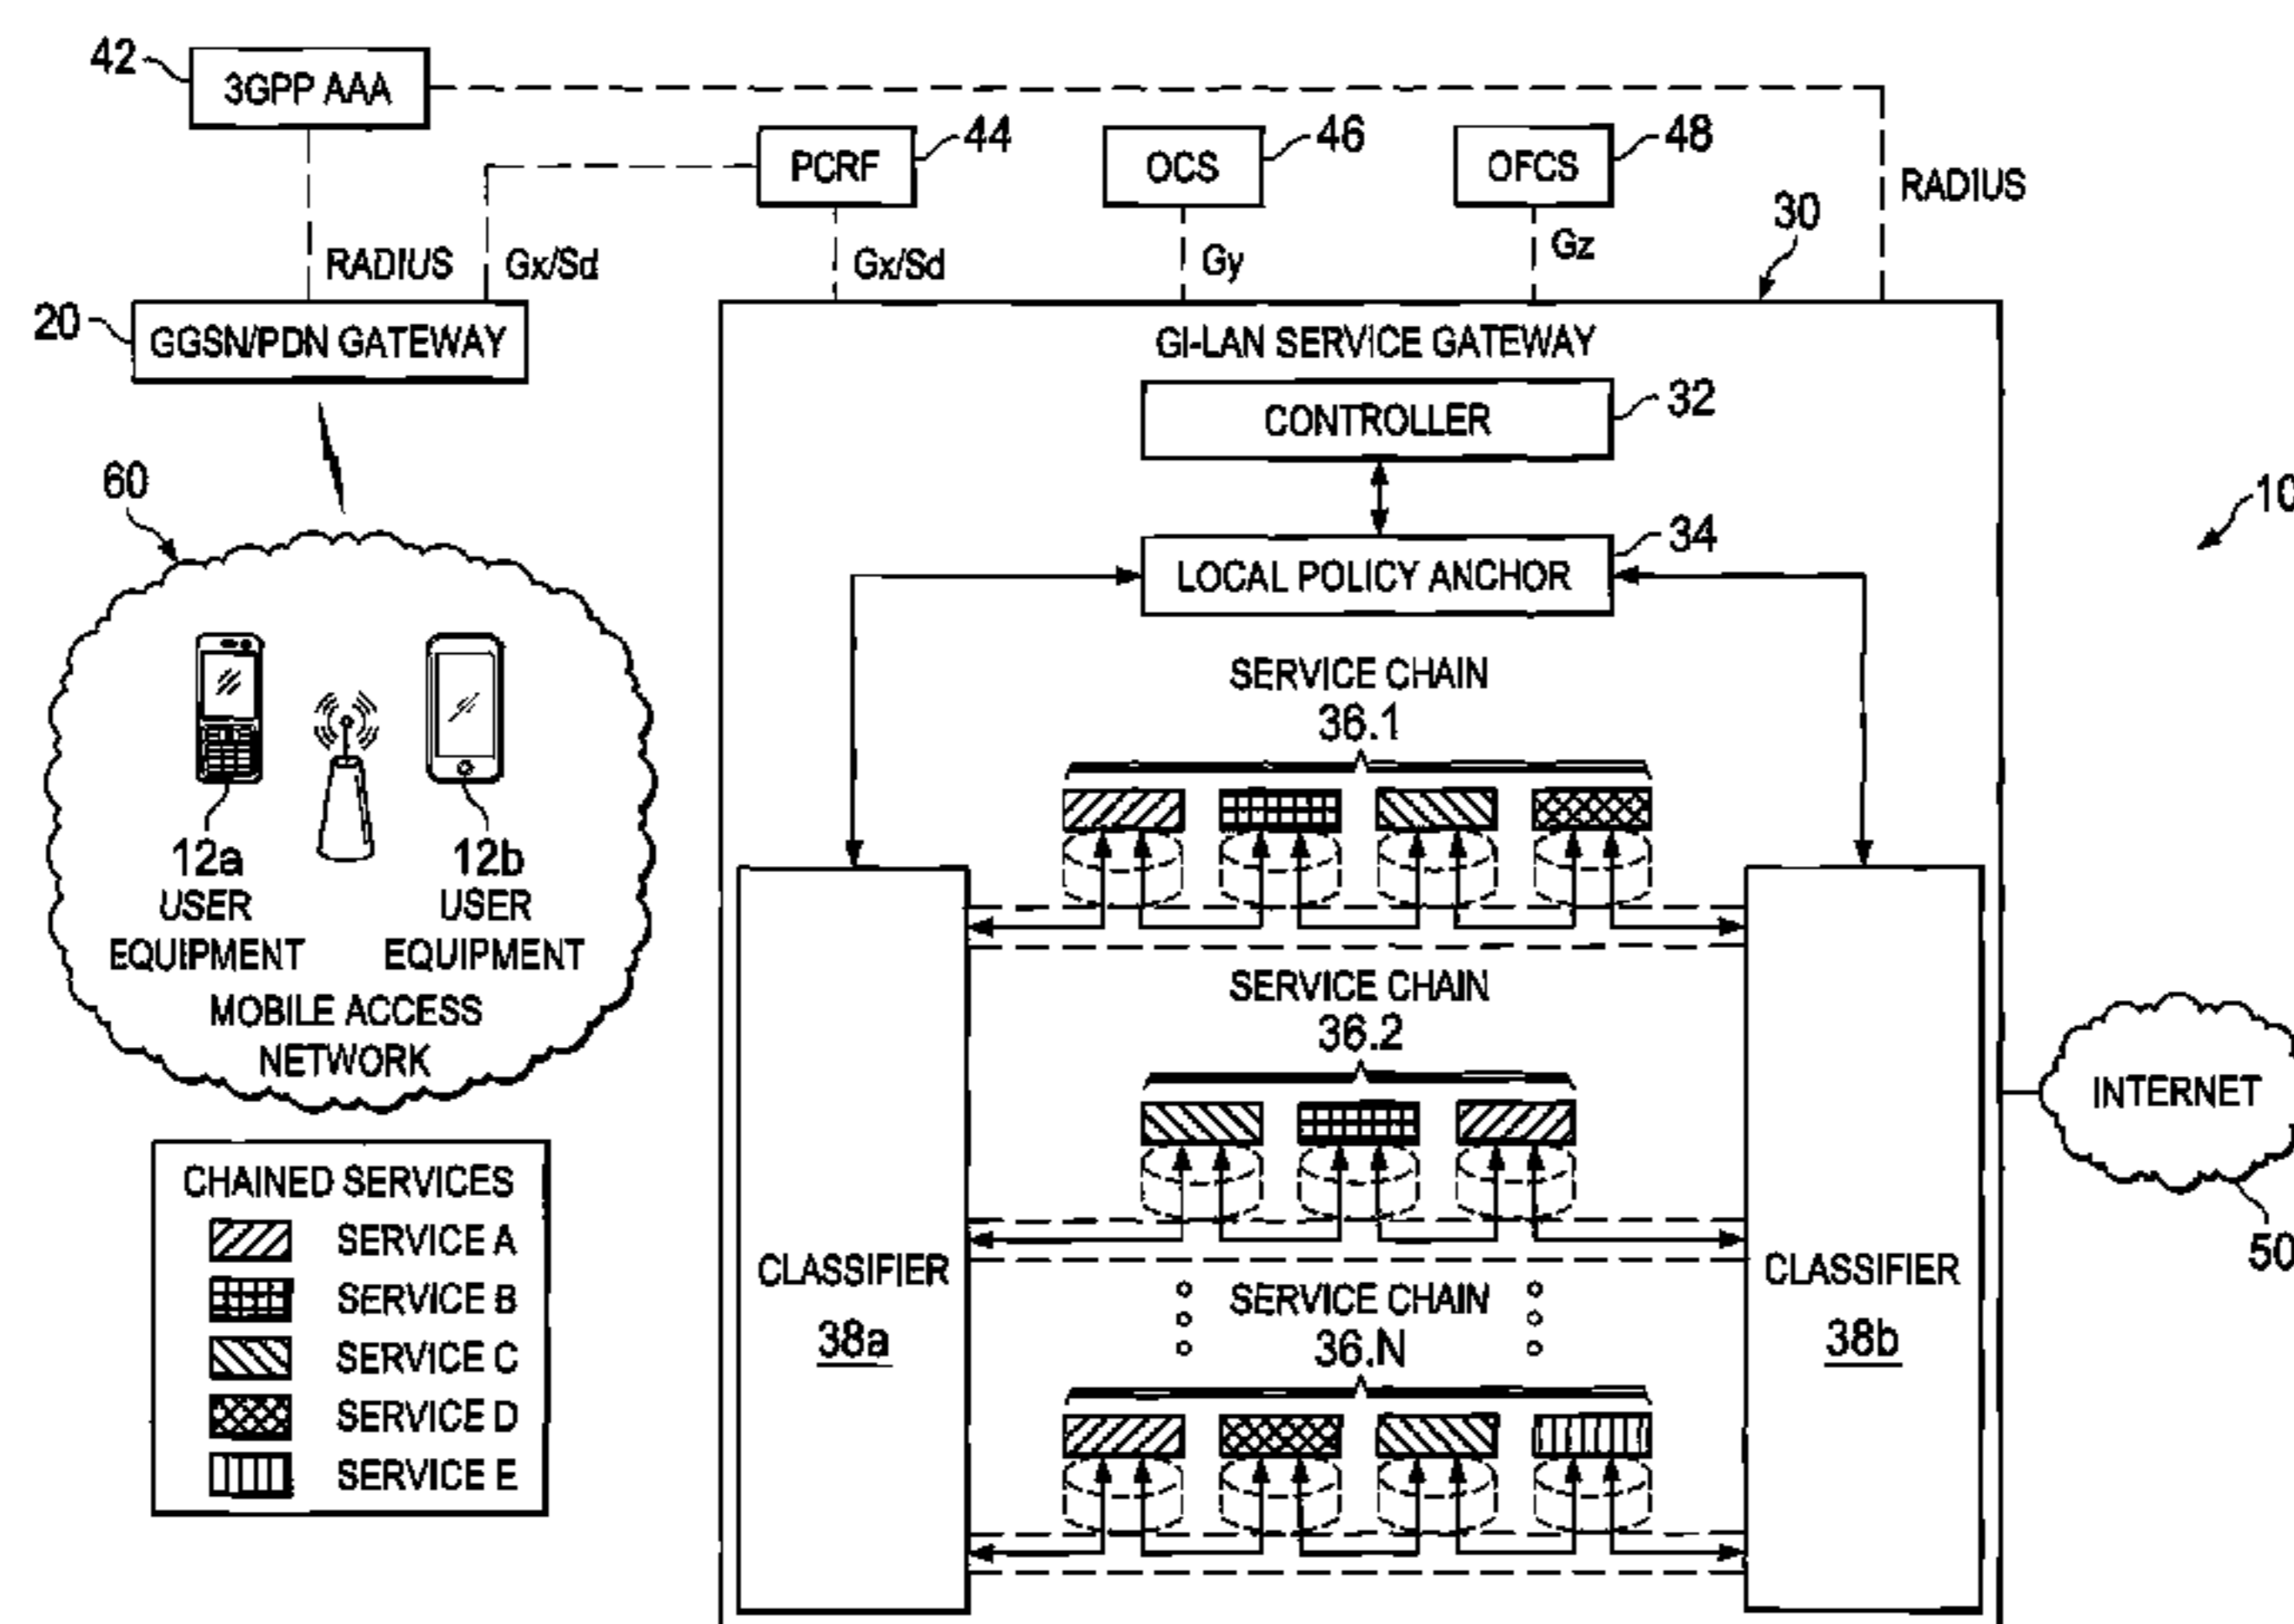 42
3GPP AAA
PCRF
44
OCS
46
OFCS
48
RADIUS
RADIUS
Gx/Sd
Gx/Sd
Gy
Gz
30
20
GGSN/PDN GATEWAY
GI-LAN SERVICE GATEWAY
CONTROLLER
32
60
10
LOCAL POLICY ANCHOR
34
SERVICE CHAIN
36.1
12a
USER
EQUIPMENT
12b
USER
EQUIPMENT
MOBILE ACCESS
NETWORK
SERVICE CHAIN
36.2
INTERNET
50
CHAINED SERVICES
SERVICE A
SERVICE B
SERVICE C
SERVICE D
SERVICE E
CLASSIFIER
38a
SERVICE CHAIN
36.N
CLASSIFIER
38b